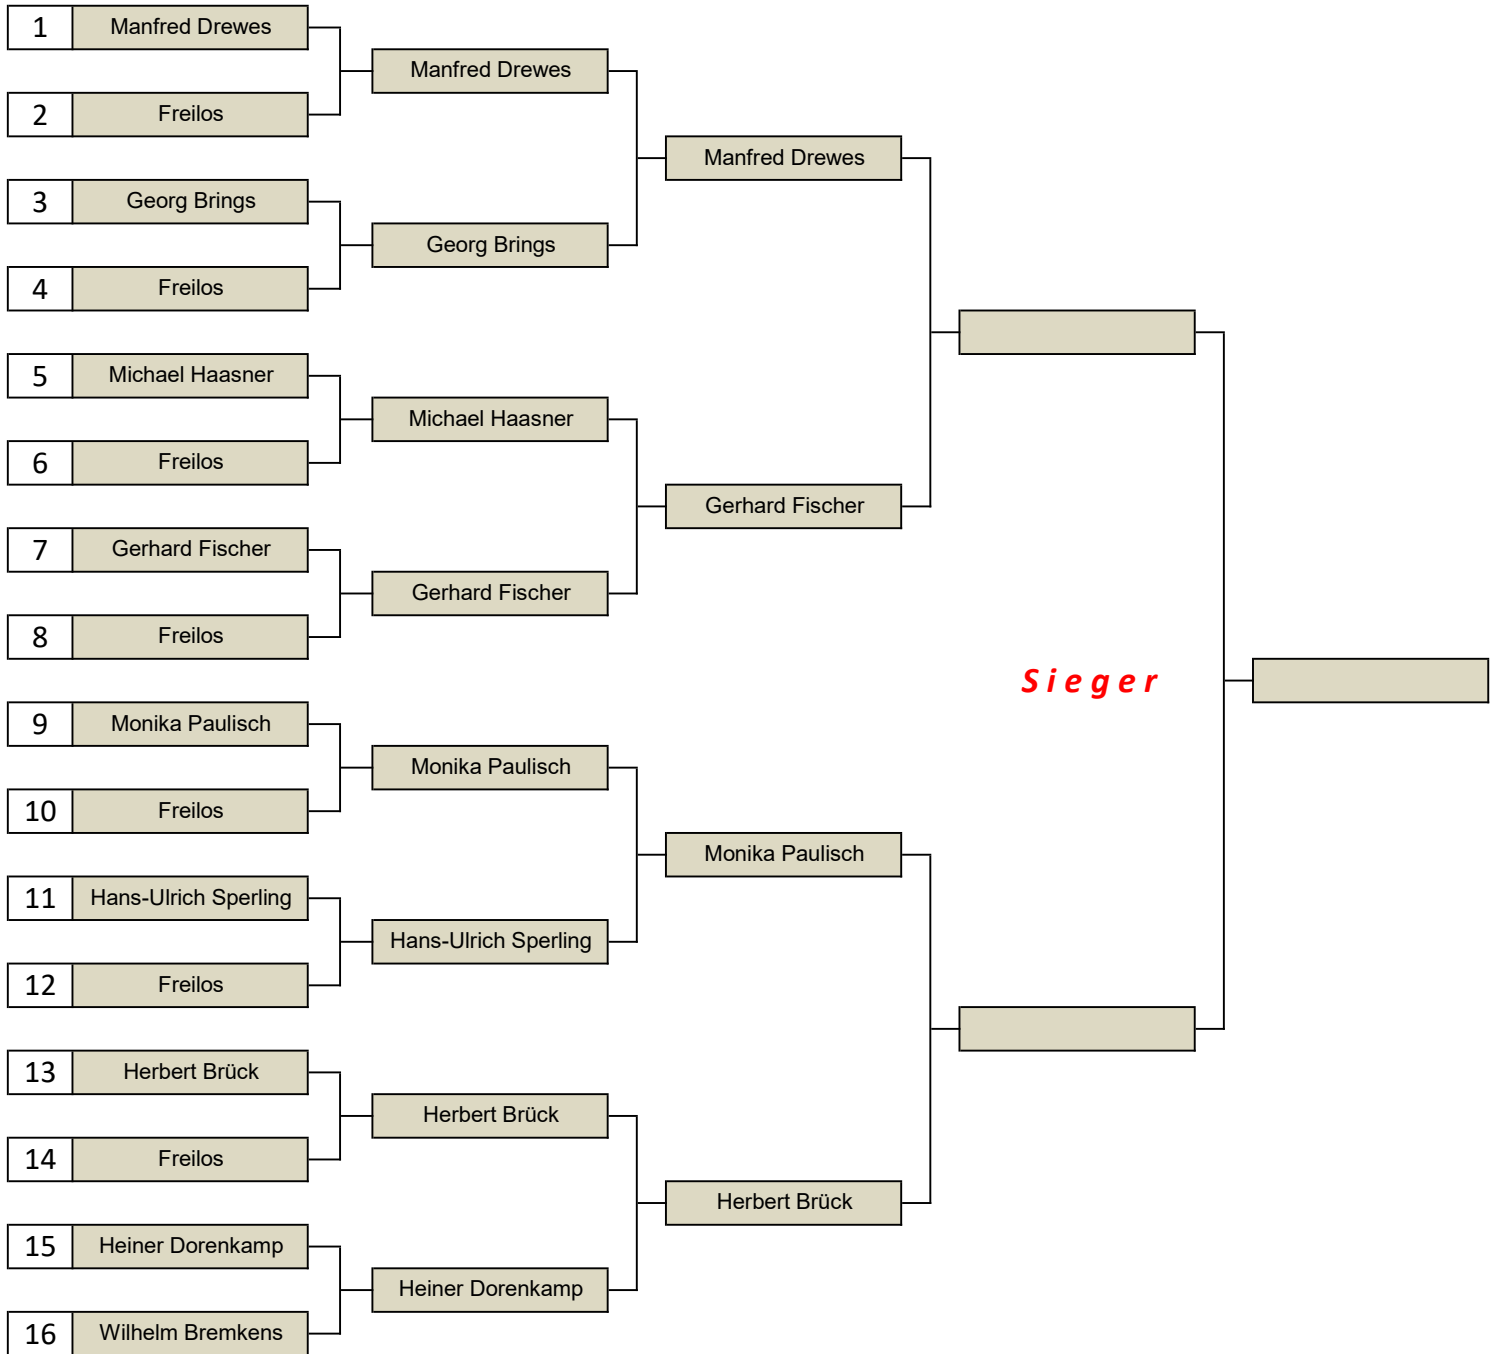 1 Manfred Drewes
Manfred Drewes
2 Freilos
Manfred Drewes
3 Georg Brings
Georg Brings
4 Freilos
5 Michael Haasner
Michael Haasner
6 Freilos
Gerhard Fischer
7 Gerhard Fischer
Gerhard Fischer
8 Freilos
Sieger
9 Monika Paulisch
Monika Paulisch
10 Freilos
Monika Paulisch
11 Hans-Ulrich Sperling
Hans-Ulrich Sperling
12 Freilos
13 Herbert Brück
Herbert Brück
14 Freilos
Herbert Brück
15 Heiner Dorenkamp
Heiner Dorenkamp
16 Wilhelm Bremkens